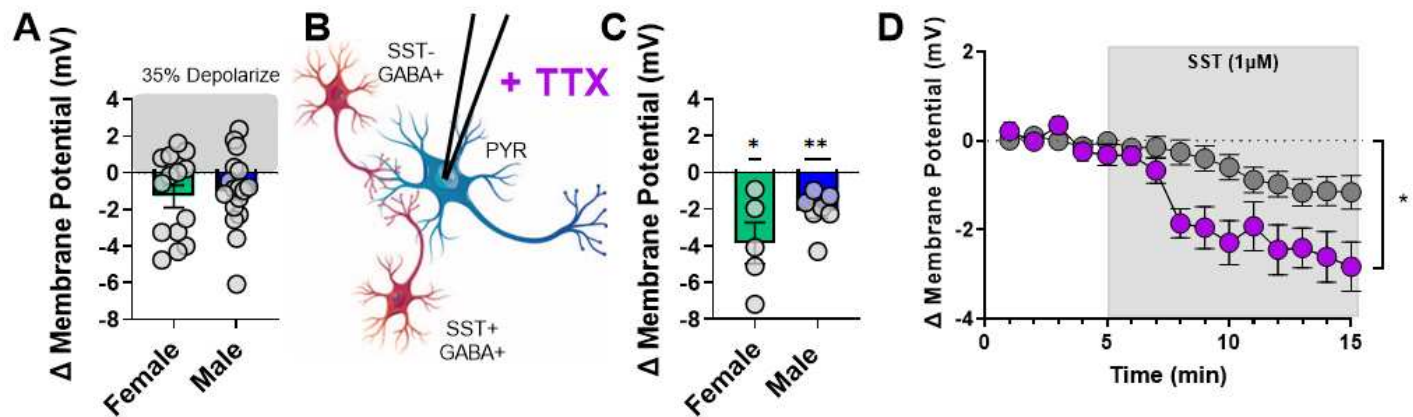 A
Δ Membrane Potential (mV)
35% Depolarize
4
2
0
-2
-4
-6
-8
Female
Male
B
SST-
GABA+
+ TTX
PYR
SST+
GABA+
C
Δ Membrane Potential (mV)
4
2
0
-2
-4
-6
-8
*
**
Female
Male
D
Δ Membrane Potential (mV)
2
0
-2
-4
SST (1µM)
*
0
5
10
15
Time (min)